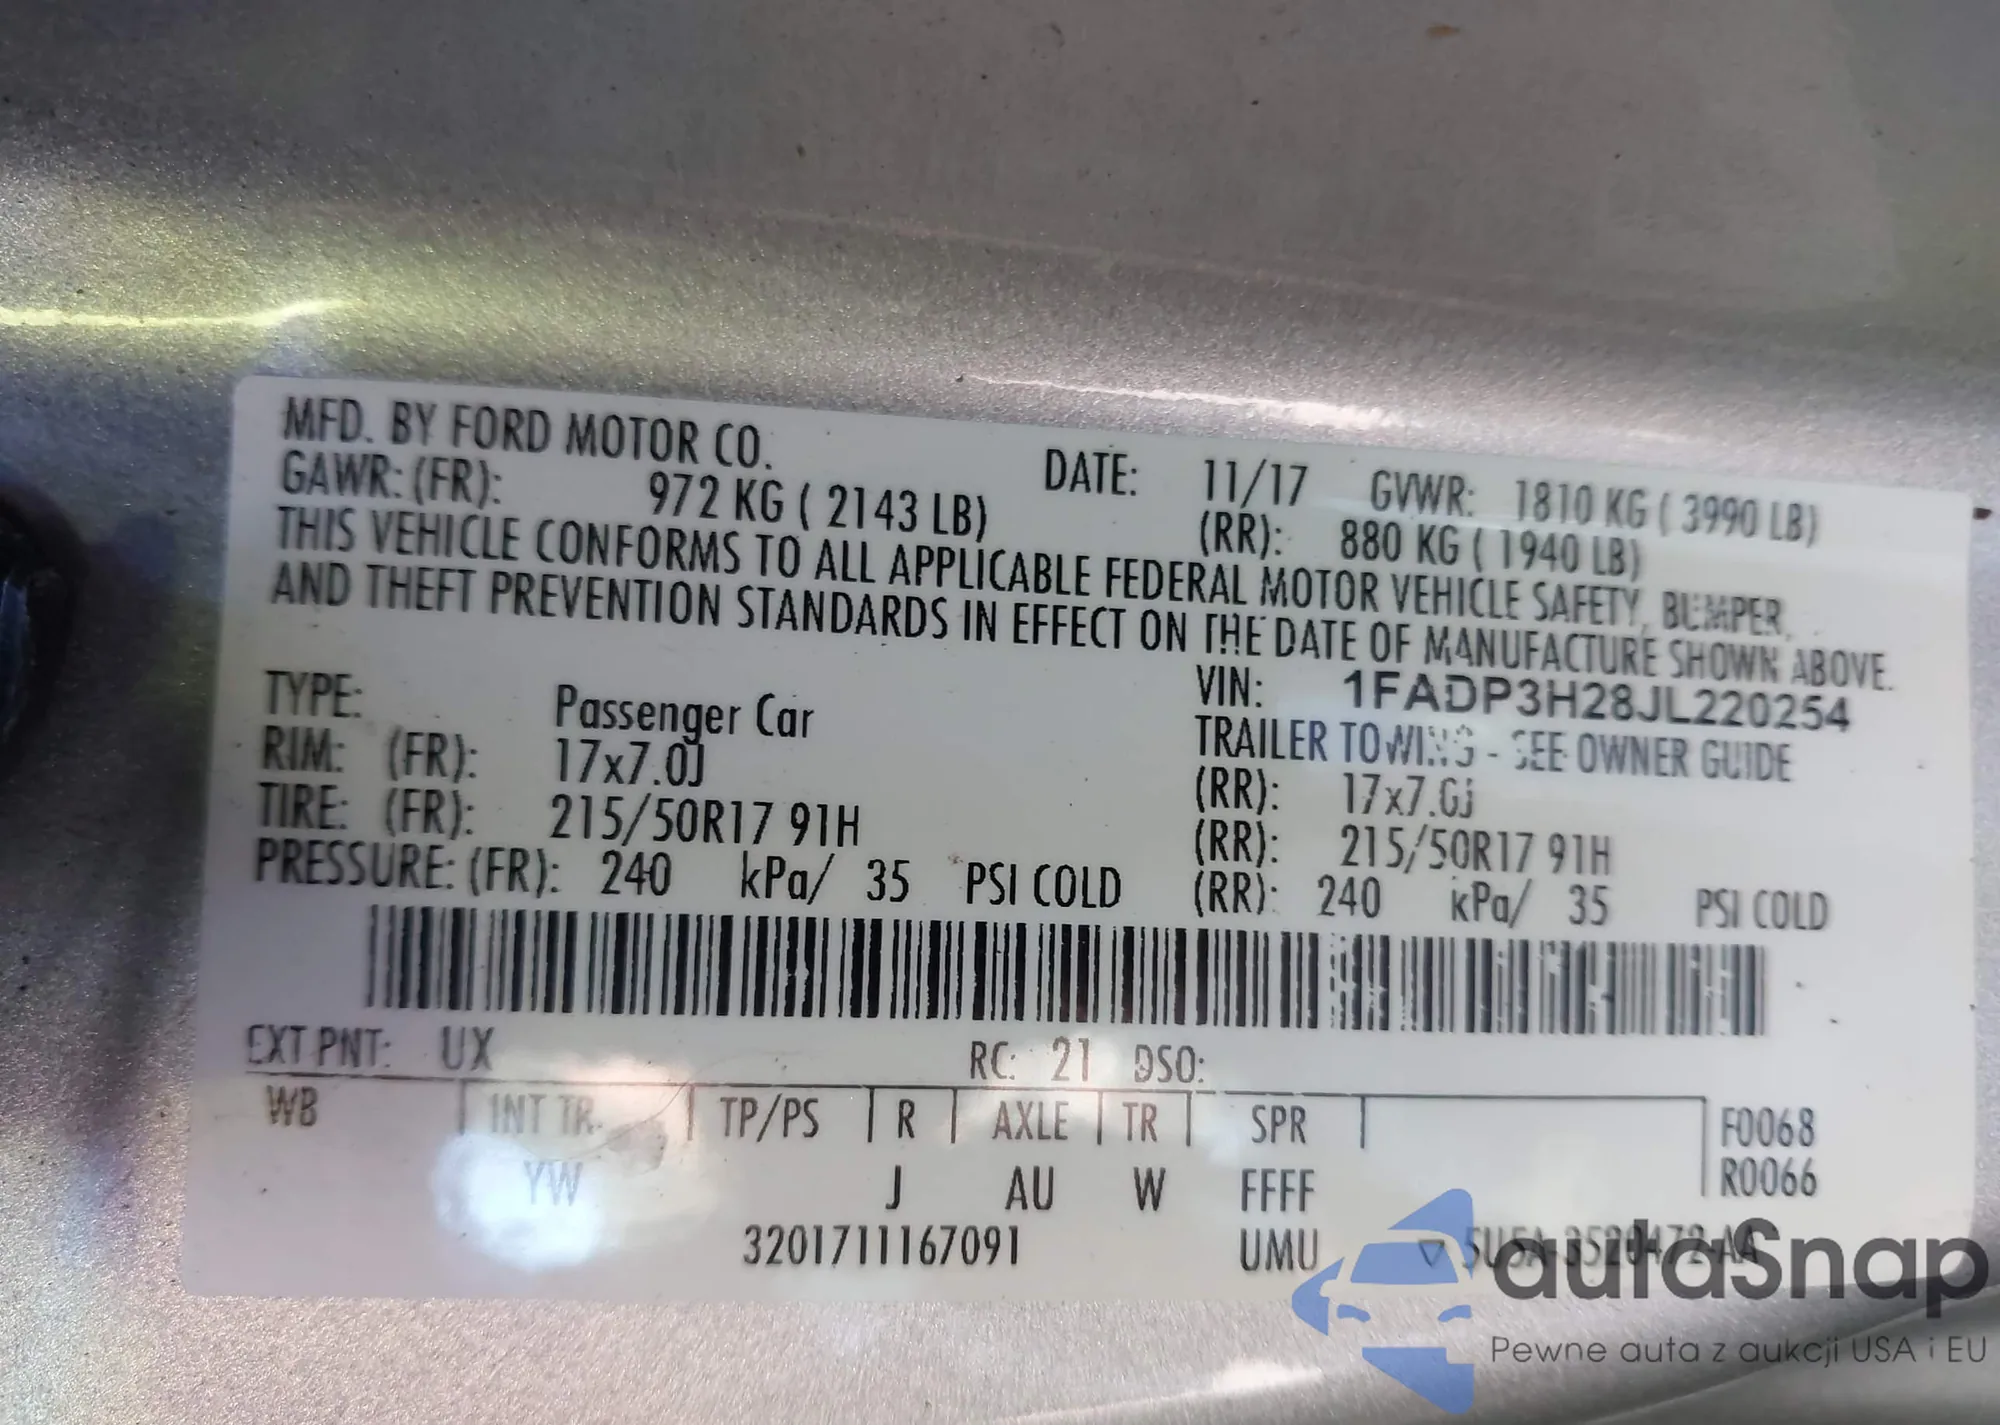 MFD. BY FORD MOTOR CO.
DATE: 11/17 GVWR: 1810 KG ( 3990 LB)
GAWR: (FR): 972 KG ( 2143 LB) (RR): 880 KG ( 1940 LB)
THIS VEHICLE CONFORMS TO ALL APPLICABLE FEDERAL MOTOR VEHICLE SAFETY, BUMPER,
AND THEFT PREVENTION STANDARDS IN EFFECT ON THE DATE OF MANUFACTURE SHOWN ABOVE.
VIN: 1FADP3H28JL220254
TYPE: Passenger Car TRAILER TOWING - SEE OWNER GUIDE
RIM: (FR): 17x7.0J (RR): 17x7.0J
TIRE: (FR): 215/50R17 91H (RR): 215/50R17 91H
PRESSURE: (FR): 240 kPa/ 35 PSI COLD (RR): 240 kPa/ 35 PSI COLD
EXT PNT: UX RC: 21 DSO:
WB INT TR. TP/PS R AXLE TR SPR F0068
YW J AU W FFFF R0066
3201711167091 UMU
autaSnap
Pewne auta z aukcji USA i EU